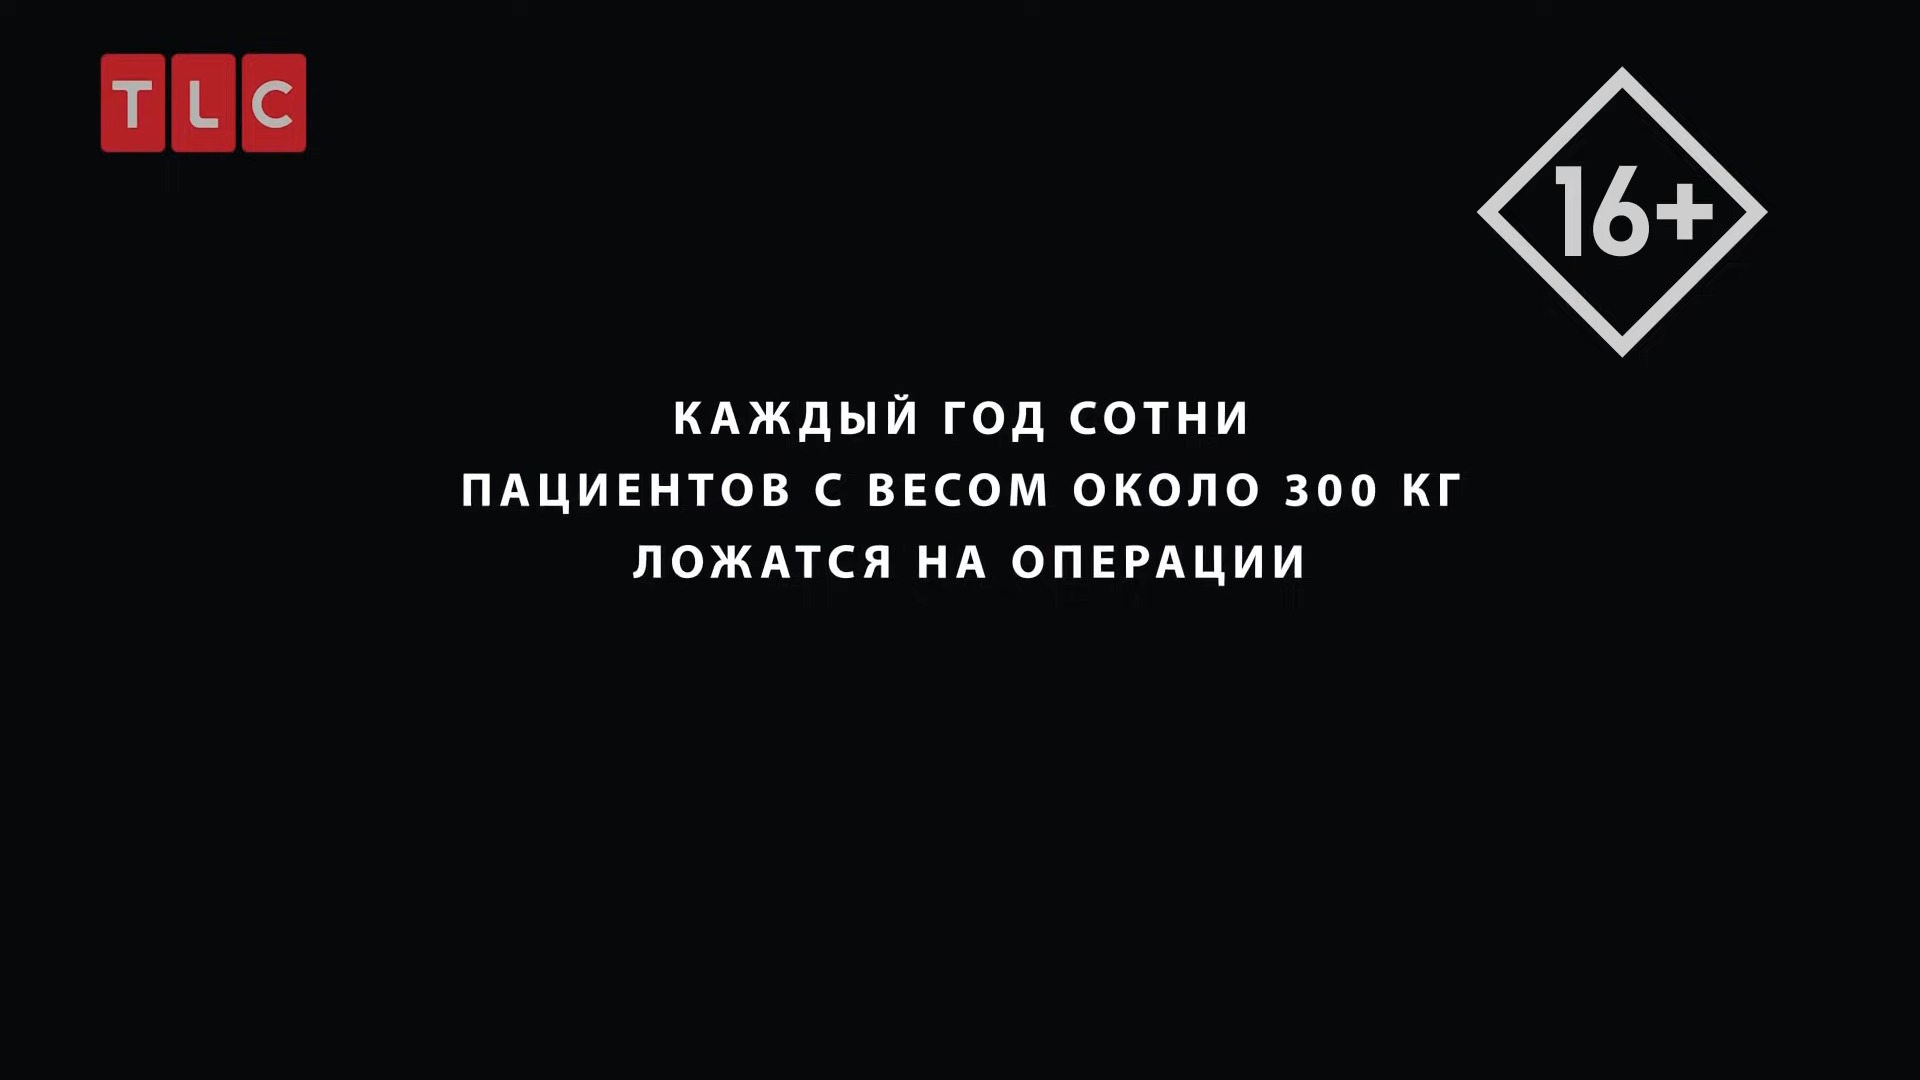 TLC
16+
КАЖДЫЙ ГОД СОТНИ
ПАЦИЕНТОВ С ВЕСОМ ОКОЛО 300 КГ
ЛОЖАТСЯ НА ОПЕРАЦИИ